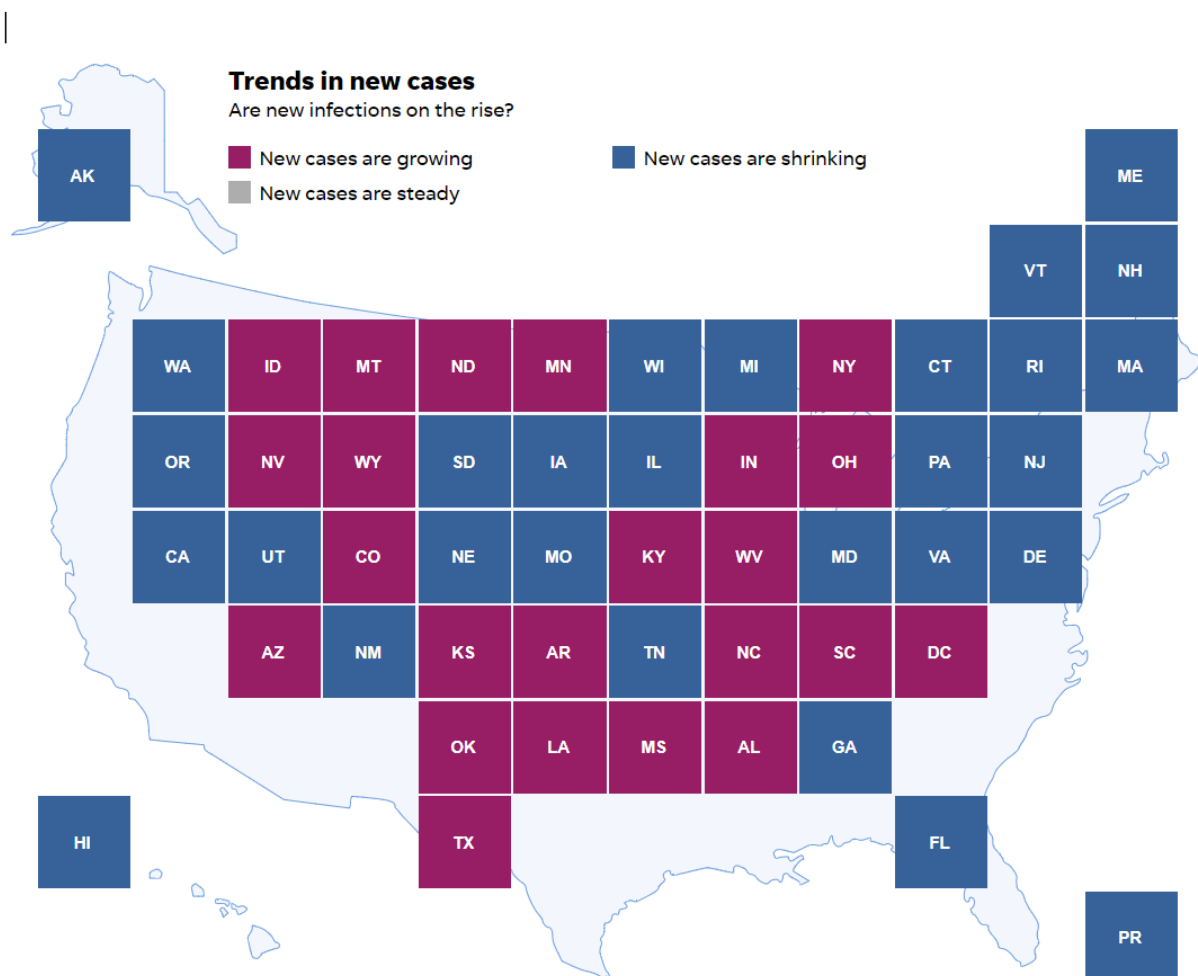 Trends in new cases
Are new infections on the rise?
New cases are growing
New cases are shrinking
New cases are steady
AK
ME
VT
NH
WA
ID
MT
ND
MN
WI
MI
NY
CT
RI
MA
OR
NV
WY
SD
IA
IL
IN
OH
PA
NJ
CA
UT
CO
NE
MO
KY
WV
MD
VA
DE
AZ
NM
KS
AR
TN
NC
SC
DC
OK
LA
MS
AL
GA
HI
TX
FL
PR